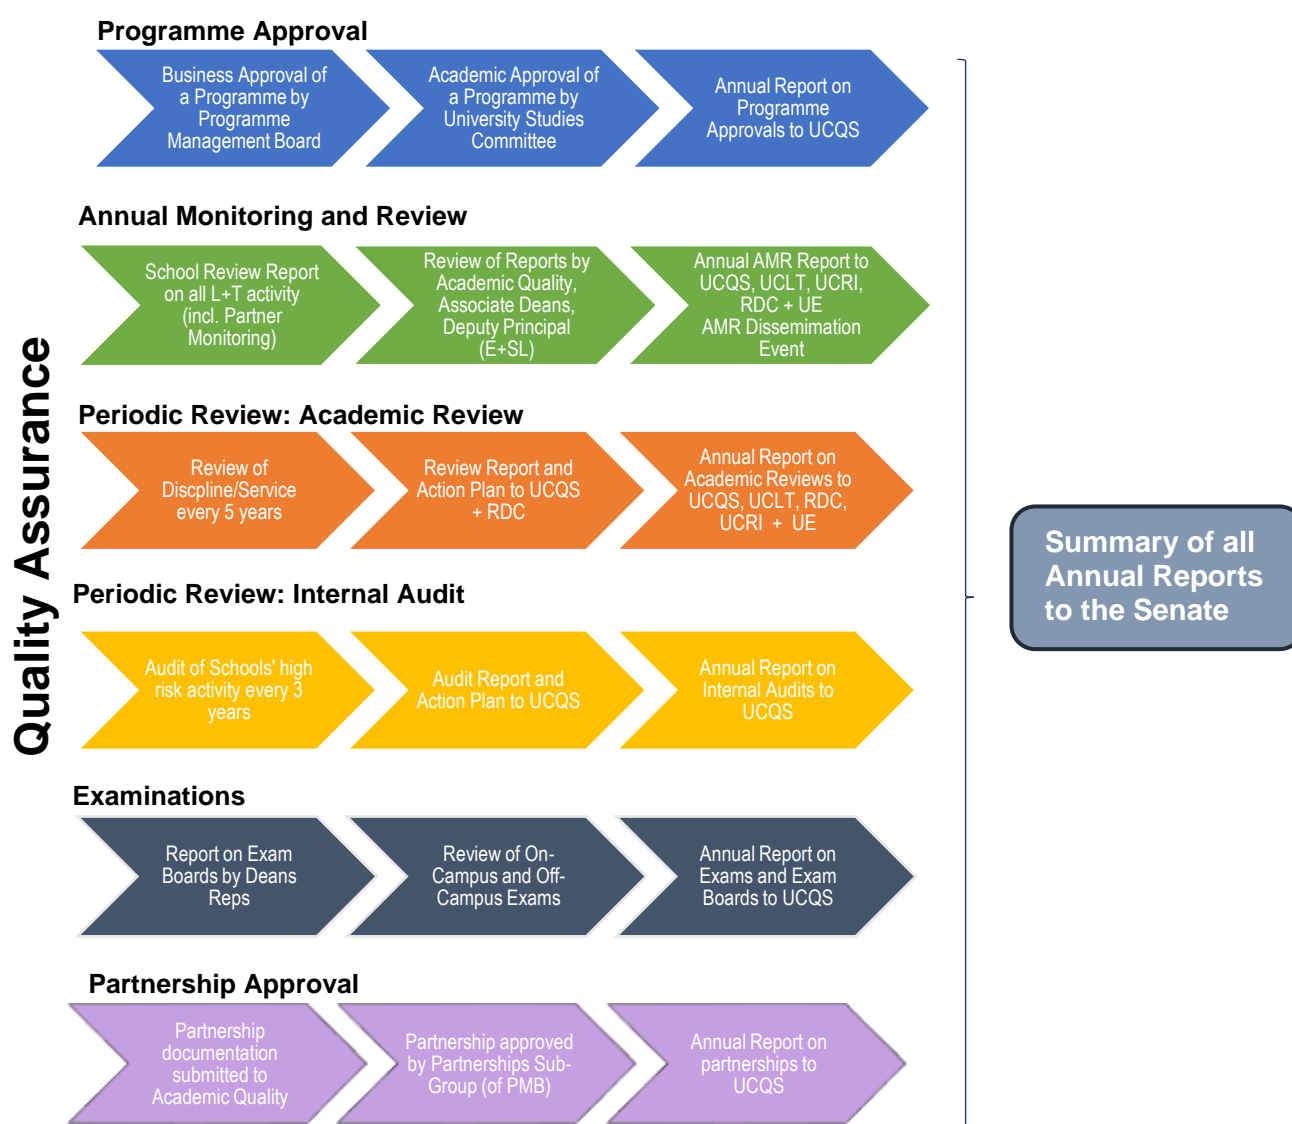 Quality Assurance
Programme Approval
Business Approval of
a Programme by
Programme
Management Board
Academic Approval of
a Programme by
University Studies
Committee
Annual Report on
Programme
Approvals to UCQS
Annual Monitoring and Review
School Review Report
on all L+T activity
(incl. Partner
Monitoring)
Review of Reports by
Academic Quality,
Associate Deans,
Deputy Principal
(E+SL)
Annual AMR Report to
UCQS, UCLT, UCRI,
RDC + UE
AMR Dissemimation
Event
Periodic Review: Academic Review
Review of
Discpline/Service
every 5 years
Review Report and
Action Plan to UCQS
+ RDC
Annual Report on
Academic Reviews to
UCQS, UCLT, RDC,
UCRI + UE
Periodic Review: Internal Audit
Audit of Schools' high
risk activity every 3
years
Audit Report and
Action Plan to UCQS
Annual Report on
Internal Audits to
UCQS
Examinations
Report on Exam
Boards by Deans
Reps
Review of On-
Campus and Off-
Campus Exams
Annual Report on
Exams and Exam
Boards to UCQS
Partnership Approval
Partnership
documentation
submitted to
Academic Quality
Partnership approved
by Partnerships Sub-
Group (of PMB)
Annual Report on
partnerships to
UCQS
Summary of all
Annual Reports
to the Senate